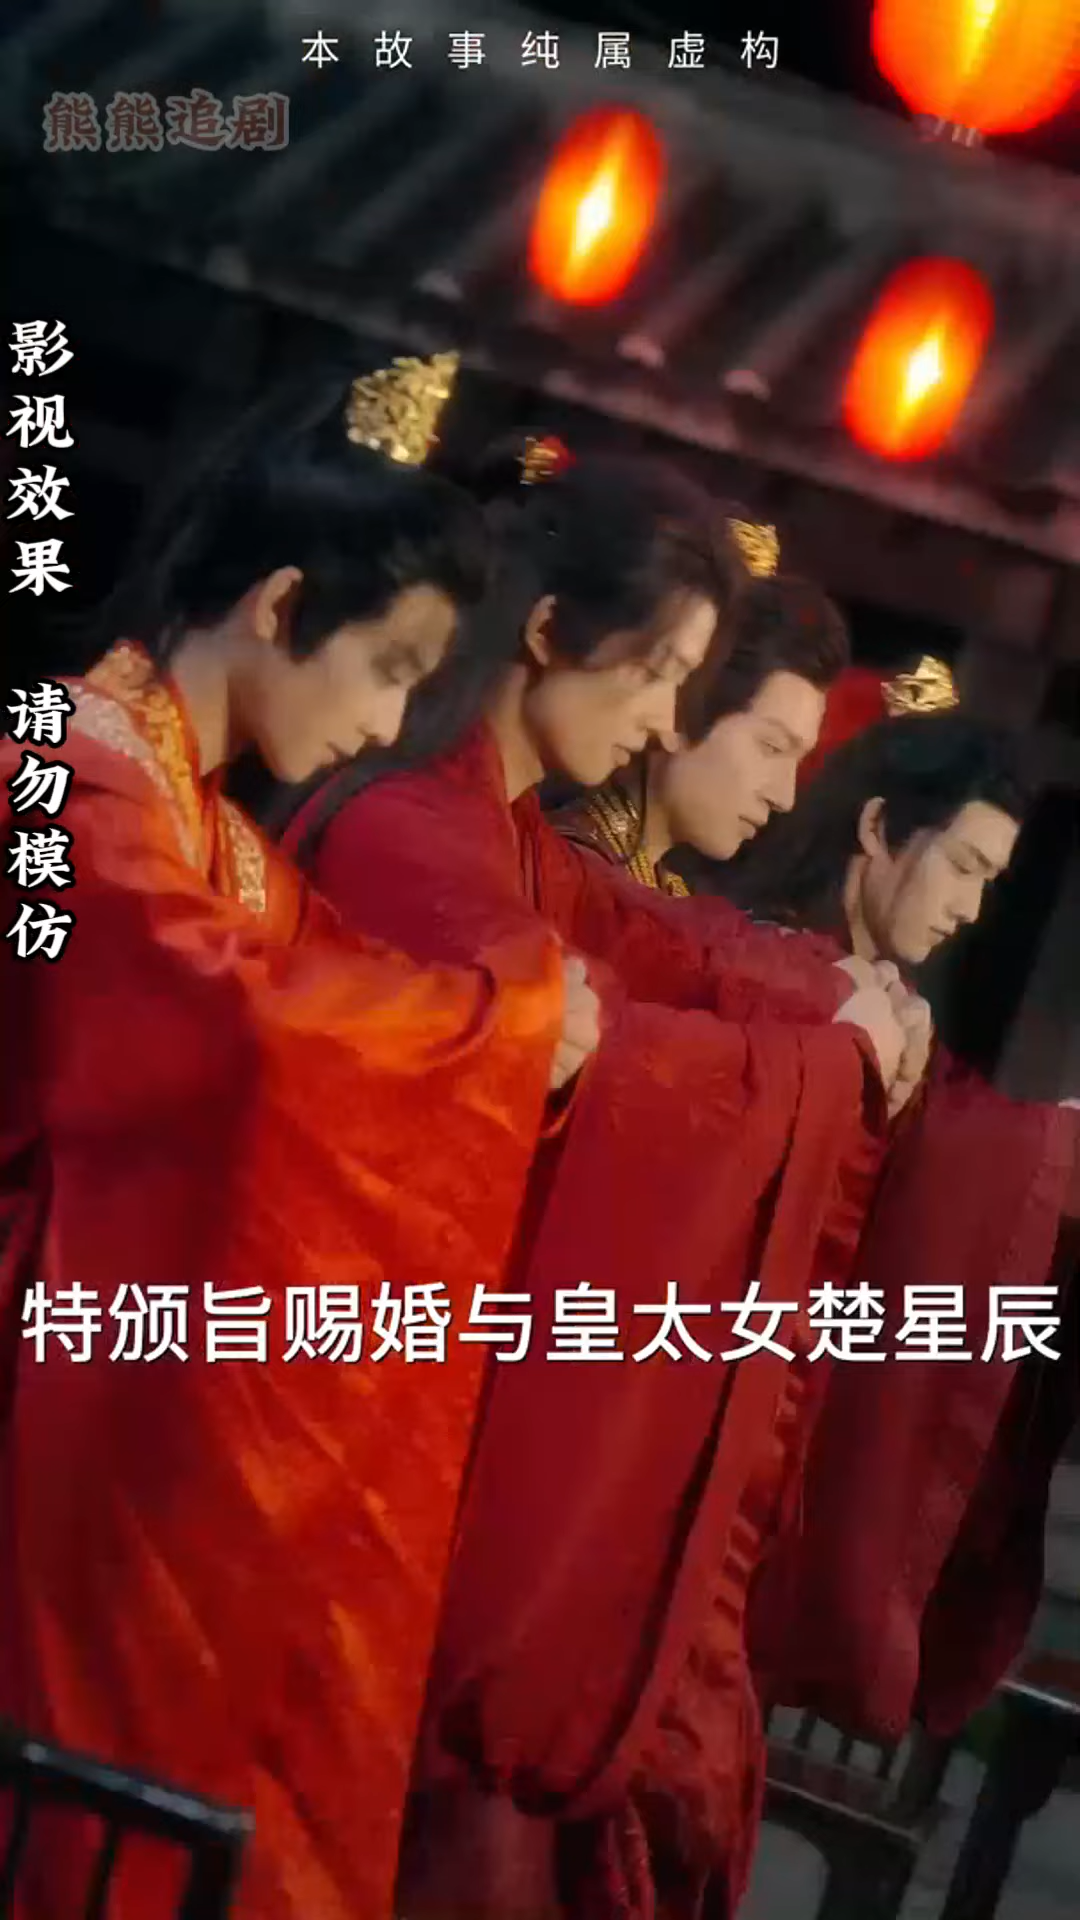 本故事纯属虚构
熊熊追剧
影视效果 请勿模仿
特颁旨赐婚与皇太女楚星辰